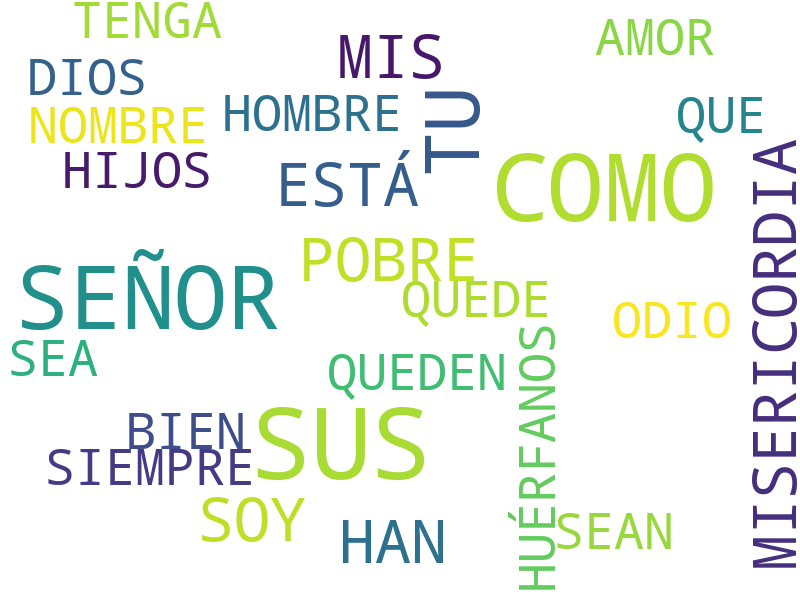 TENGA
AMOR
MIS
DIOS
HOMBRE
TU
QUE
NOMBRE
HIJOS
ESTÁ
COMO
MISERICORDIA
POBRE
SEÑOR
QUEDE
ODIO
SEA
QUEDEN
HUÉRFANOS
BIEN
SUS
SIEMPRE
SOY
HAN
SEAN